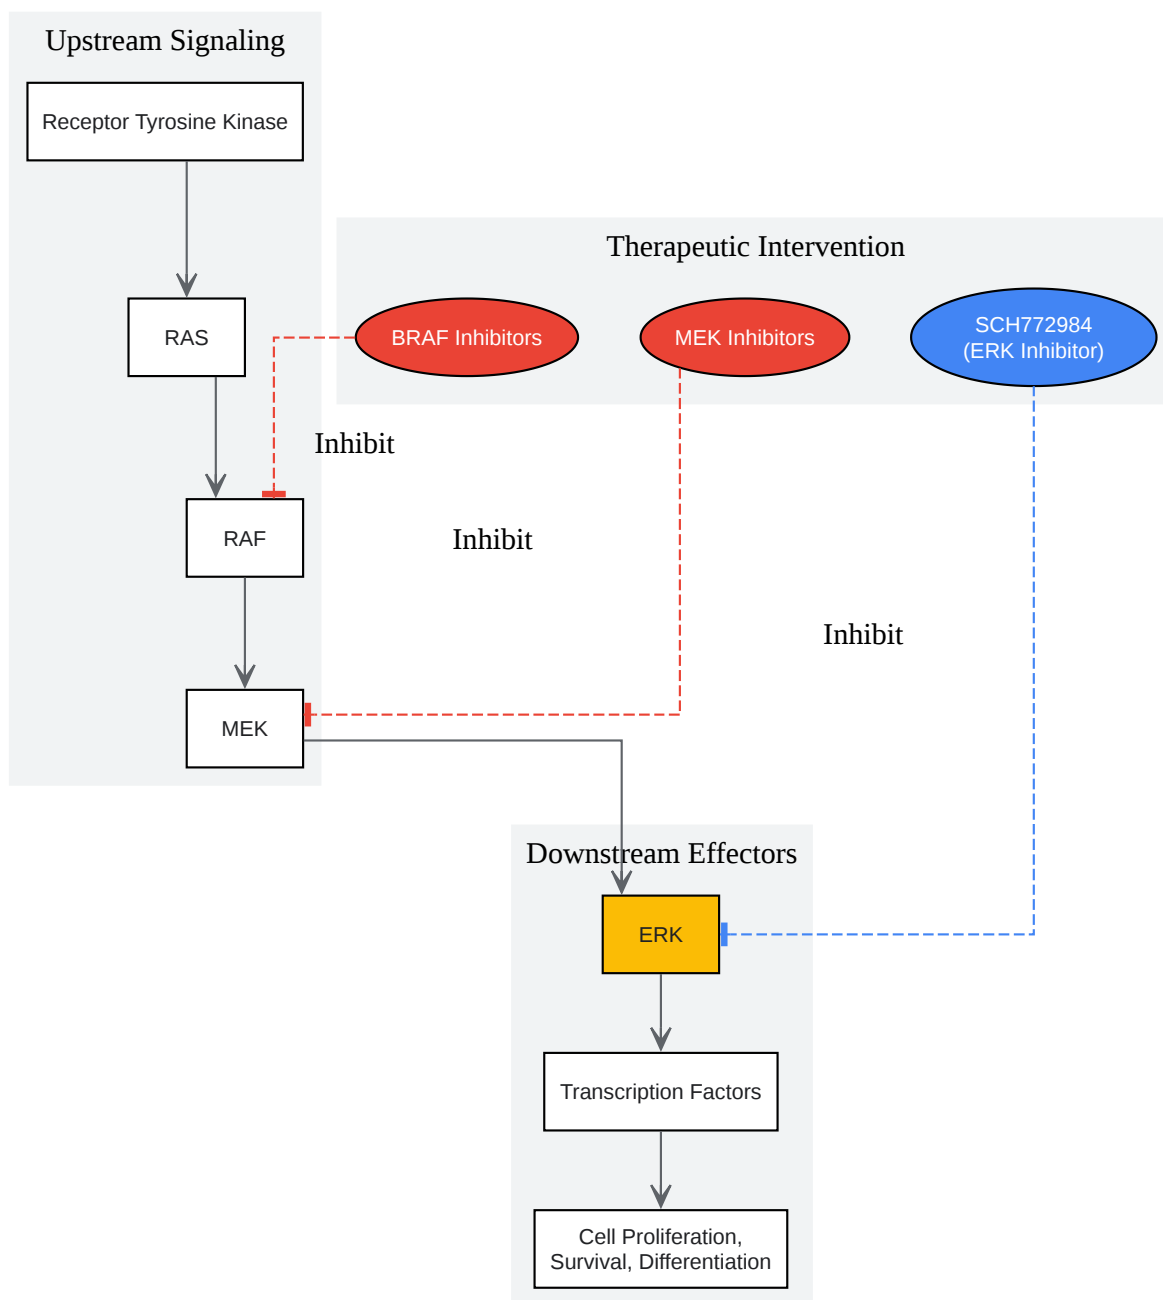 Upstream Signaling
Receptor Tyrosine Kinase
Therapeutic Intervention
RAS
BRAF Inhibitors
MEK Inhibitors
SCH772984
(ERK Inhibitor)
Inhibit
RAF
Inhibit
Inhibit
MEK
Downstream Effectors
ERK
Transcription Factors
Cell Proliferation,
Survival, Differentiation